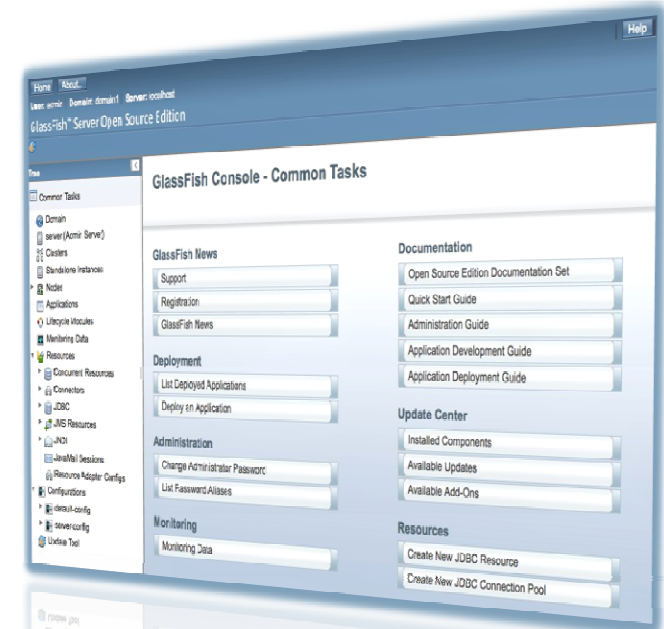 Help
Home About...
User: admin Domain: domain1 Server: localhost
GlassFish™ Server Open Source Edition
Tree
Common Tasks
Domain
server (Admin Server)
Clusters
Standalone Instances
Nodes
Applications
Lifecycle Modules
Monitoring Data
Resources
Concurrent Resources
Connectors
JDBC
JMS Resources
JNDI
JavaMail Sessions
Resource Adapter Configs
Configurations
default-config
server-config
Update Tool
GlassFish Console - Common Tasks
GlassFish News
Support
Registration
GlassFish News
Deployment
List Deployed Applications
Deploy an Application
Administration
Change Administrator Password
List Password Aliases
Monitoring
Monitoring Data
Documentation
Open Source Edition Documentation Set
Quick Start Guide
Administration Guide
Application Development Guide
Application Deployment Guide
Update Center
Installed Components
Available Updates
Available Add-Ons
Resources
Create New JDBC Resource
Create New JDBC Connection Pool